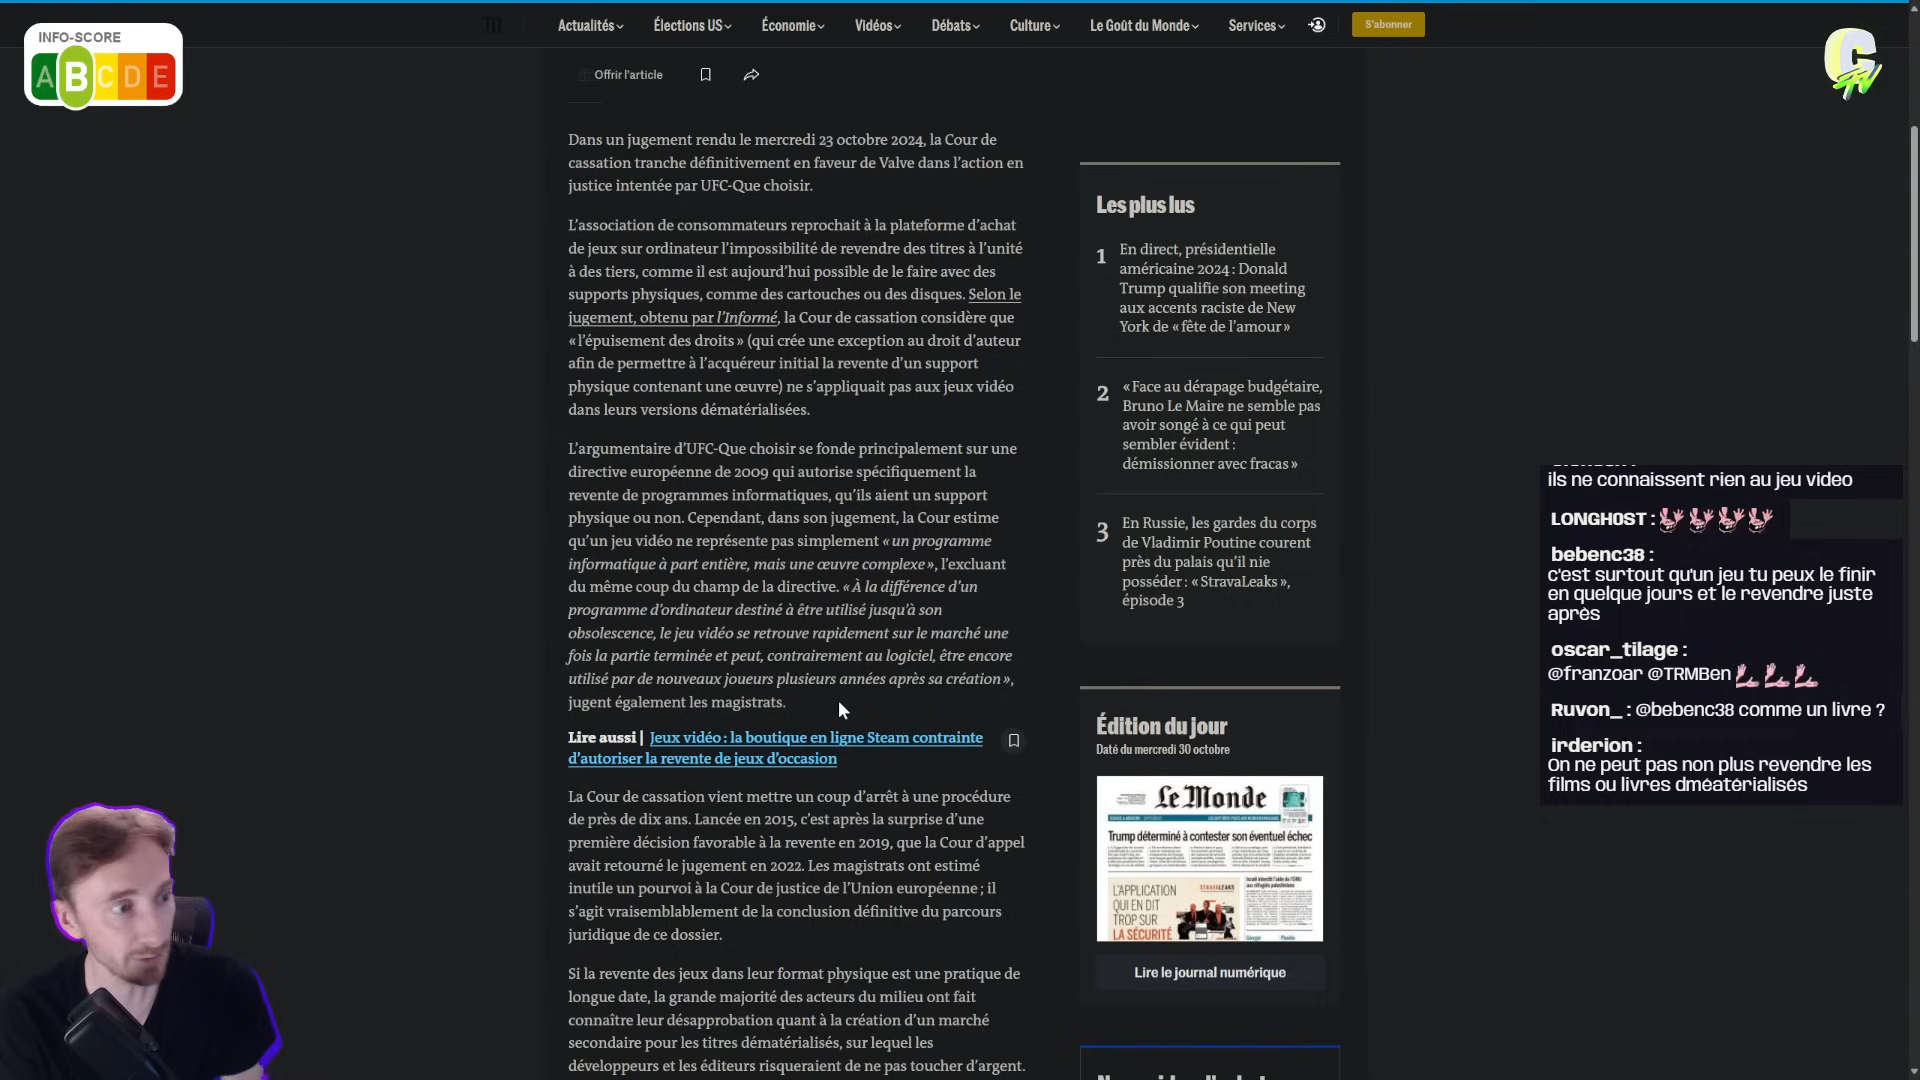 INFO-SCORE
A B C D E
Actualités
Élections US
Économie
Vidéos
Débats
Culture
Le Goût du Monde
Services
S'abonner
Offrir l'article
Dans un jugement rendu le mercredi 23 octobre 2024, la Cour de
cassation tranche définitivement en faveur de Valve dans l'action en
justice intentée par UFC-Que choisir.
L'association de consommateurs reprochait à la plateforme d'achat
de jeux sur ordinateur l'impossibilité de revendre des titres à l'unité
à des tiers, comme il est aujourd'hui possible de le faire avec des
supports physiques, comme des cartouches ou des disques. Selon le
jugement, obtenu par l'Informé, la Cour de cassation considère que
« l'épuisement des droits » (qui crée une exception au droit d'auteur
afin de permettre à l'acquéreur initial la revente d'un support
physique contenant une œuvre) ne s'appliquait pas aux jeux vidéo
dans leurs versions dématérialisées.
L'argumentaire d'UFC-Que choisir se fonde principalement sur une
directive européenne de 2009 qui autorise spécifiquement la
revente de programmes informatiques, qu'ils aient un support
physique ou non. Cependant, dans son jugement, la Cour estime
qu'un jeu vidéo ne représente pas simplement « un programme
informatique à part entière, mais une œuvre complexe », l'excluant
du même coup du champ de la directive. « À la différence d'un
programme d'ordinateur destiné à être utilisé jusqu'à son
obsolescence, le jeu vidéo se retrouve rapidement sur le marché une
fois la partie terminée et peut, contrairement au logiciel, être encore
utilisé par de nouveaux joueurs plusieurs années après sa création »,
jugent également les magistrats.
Lire aussi | Jeux vidéo : la boutique en ligne Steam contrainte
d'autoriser la revente de jeux d'occasion
La Cour de cassation vient mettre un coup d'arrêt à une procédure
de près de dix ans. Lancée en 2015, c'est après la surprise d'une
première décision favorable à la revente en 2019, que la Cour d'appel
avait retourné le jugement en 2022. Les magistrats ont estimé
inutile un pourvoi à la Cour de justice de l'Union européenne ; il
s'agit vraisemblablement de la conclusion définitive du parcours
juridique de ce dossier.
Si la revente des jeux dans leur format physique est une pratique de
longue date, la grande majorité des acteurs du milieu ont fait
connaître leur désapprobation quant à la création d'un marché
secondaire pour les titres dématérialisés, sur lequel les
développeurs et les éditeurs risqueraient de ne pas toucher d'argent.
Les plus lus
1 En direct, présidentielle
américaine 2024 : Donald
Trump qualifie son meeting
aux accents raciste de New
York de « fête de l'amour »
2 « Face au dérapage budgétaire,
Bruno Le Maire ne semble pas
avoir songé à ce qui peut
sembler évident :
démissionner avec fracas »
3 En Russie, les gardes du corps
de Vladimir Poutine courent
près du palais qu'il nie
posséder : « StravaLeaks »,
épisode 3
Édition du jour
Daté du mercredi 30 octobre
Le Monde
Trump déterminé à contester son éventuel échec
L'APPLICATION
QUI EN DIT
TROP SUR
LA SÉCURITÉ
STRAVALEAKS
Lire le journal numérique
C TV
ils ne connaissent rien au jeu video
LONGH0ST :
bebenc38 :
c'est surtout qu'un jeu tu peux le finir
en quelque jours et le revendre juste
après
oscar_tilage :
@franzoar @TRMBen
Ruvon_ : @bebenc38 comme un livre ?
irderion :
On ne peut pas non plus revendre les
films ou livres dméatérialisés